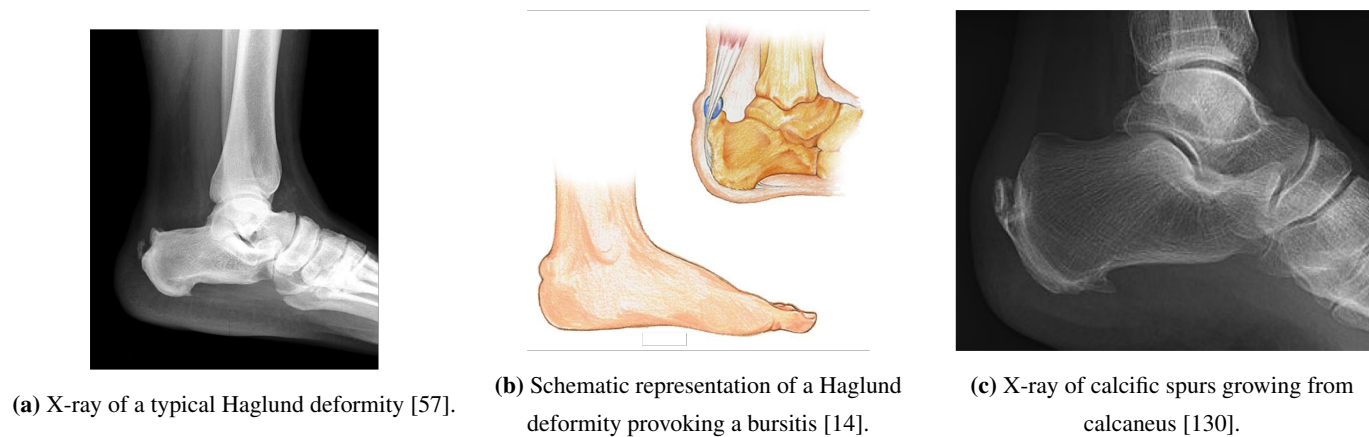 (a) X-ray of a typical Haglund deformity [57].
(b) Schematic representation of a Haglund
deformity provoking a bursitis [14].
(c) X-ray of calcific spurs growing from
calcaneus [130].